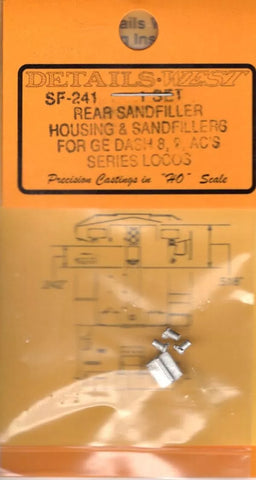 DETAILS WEST
SF-241 1 SET
REAR SANDFILLER
HOUSING & SANDFILLERS
FOR GE DASH 8, 9, AC'S
SERIES LOCOS
Precision Castings in "HO" Scale